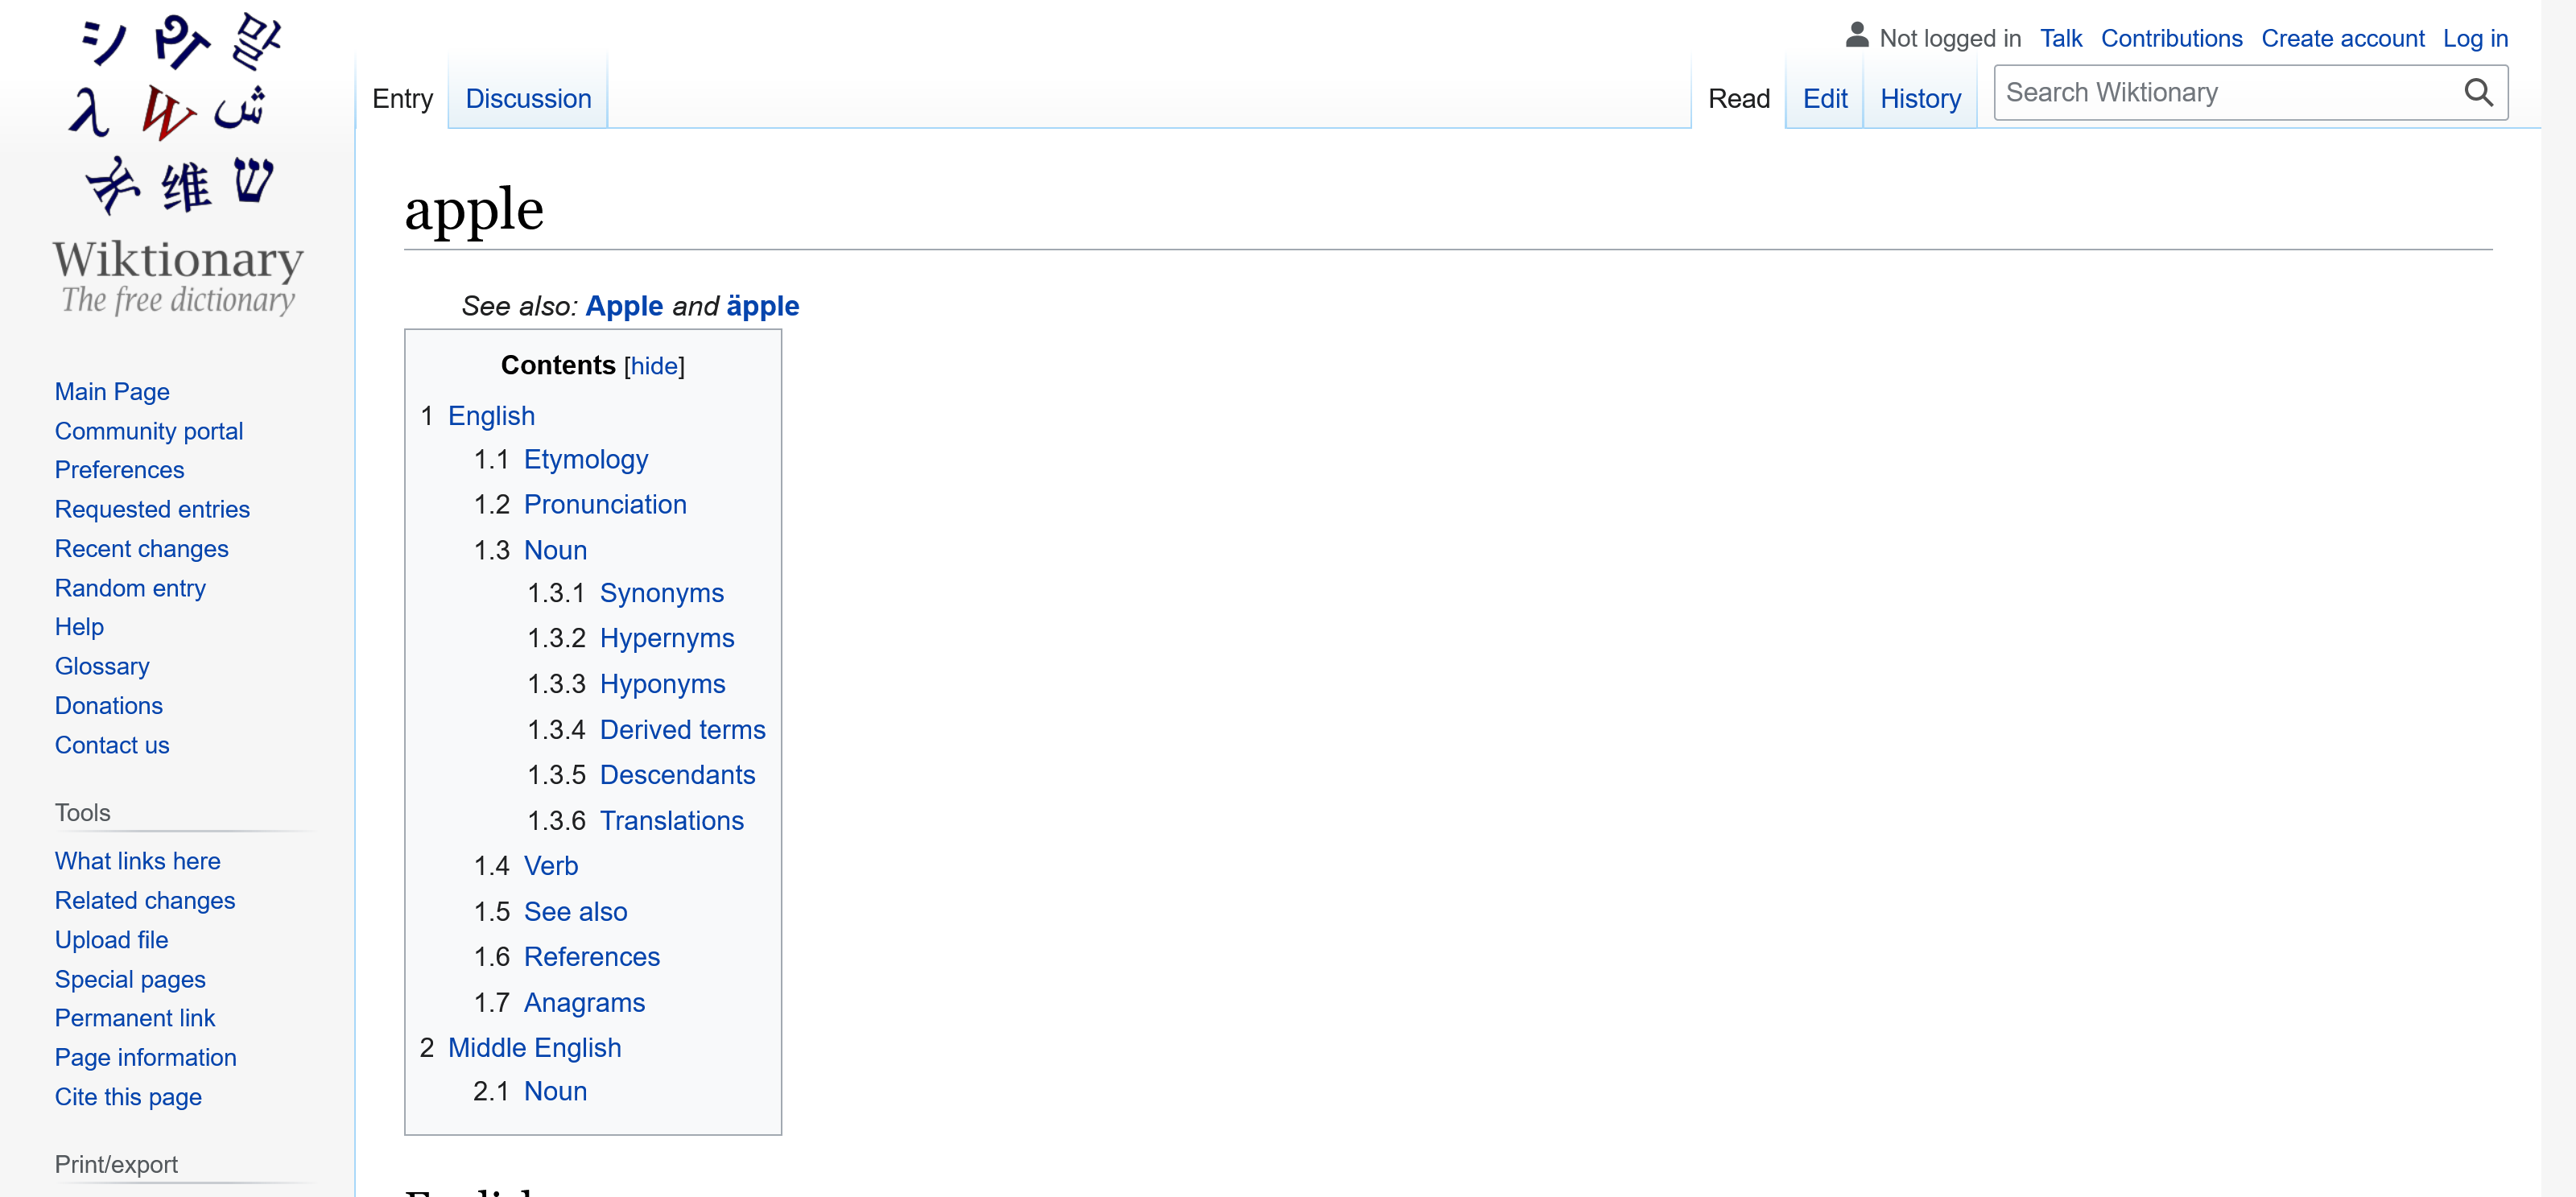 シ 말
λ W ش
维 ש
Wiktionary
The free dictionary
Not logged in Talk Contributions Create account Log in
Entry Discussion Read Edit History Search Wiktionary
apple
See also: Apple and äpple
Contents [hide]
1 English
1.1 Etymology
1.2 Pronunciation
1.3 Noun
1.3.1 Synonyms
1.3.2 Hypernyms
1.3.3 Hyponyms
1.3.4 Derived terms
1.3.5 Descendants
1.3.6 Translations
1.4 Verb
1.5 See also
1.6 References
1.7 Anagrams
2 Middle English
2.1 Noun
Main Page
Community portal
Preferences
Requested entries
Recent changes
Random entry
Help
Glossary
Donations
Contact us
Tools
What links here
Related changes
Upload file
Special pages
Permanent link
Page information
Cite this page
Print/export